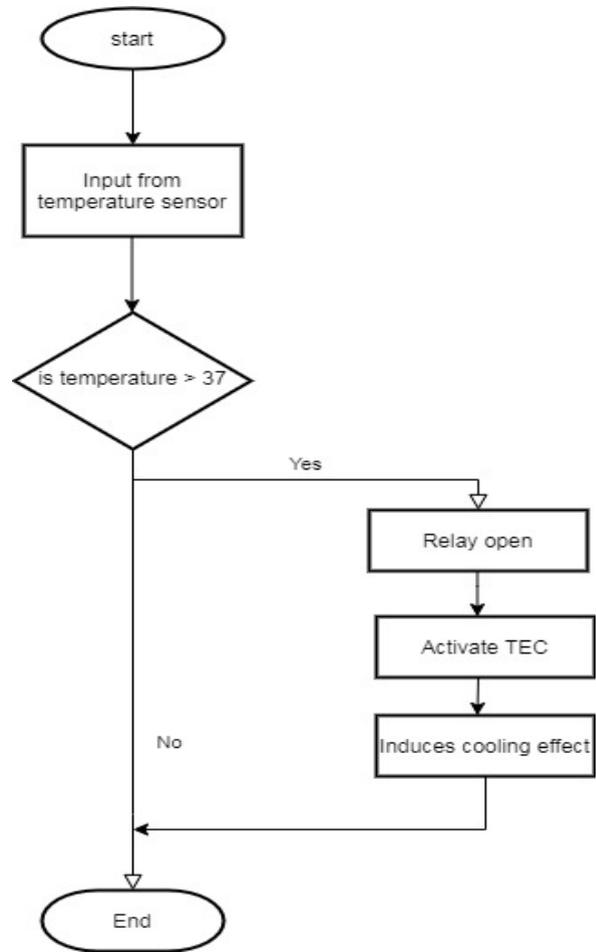 start
Input from
temperature sensor
is temperature > 37
Yes
Relay open
Activate TEC
Induces cooling effect
No
End